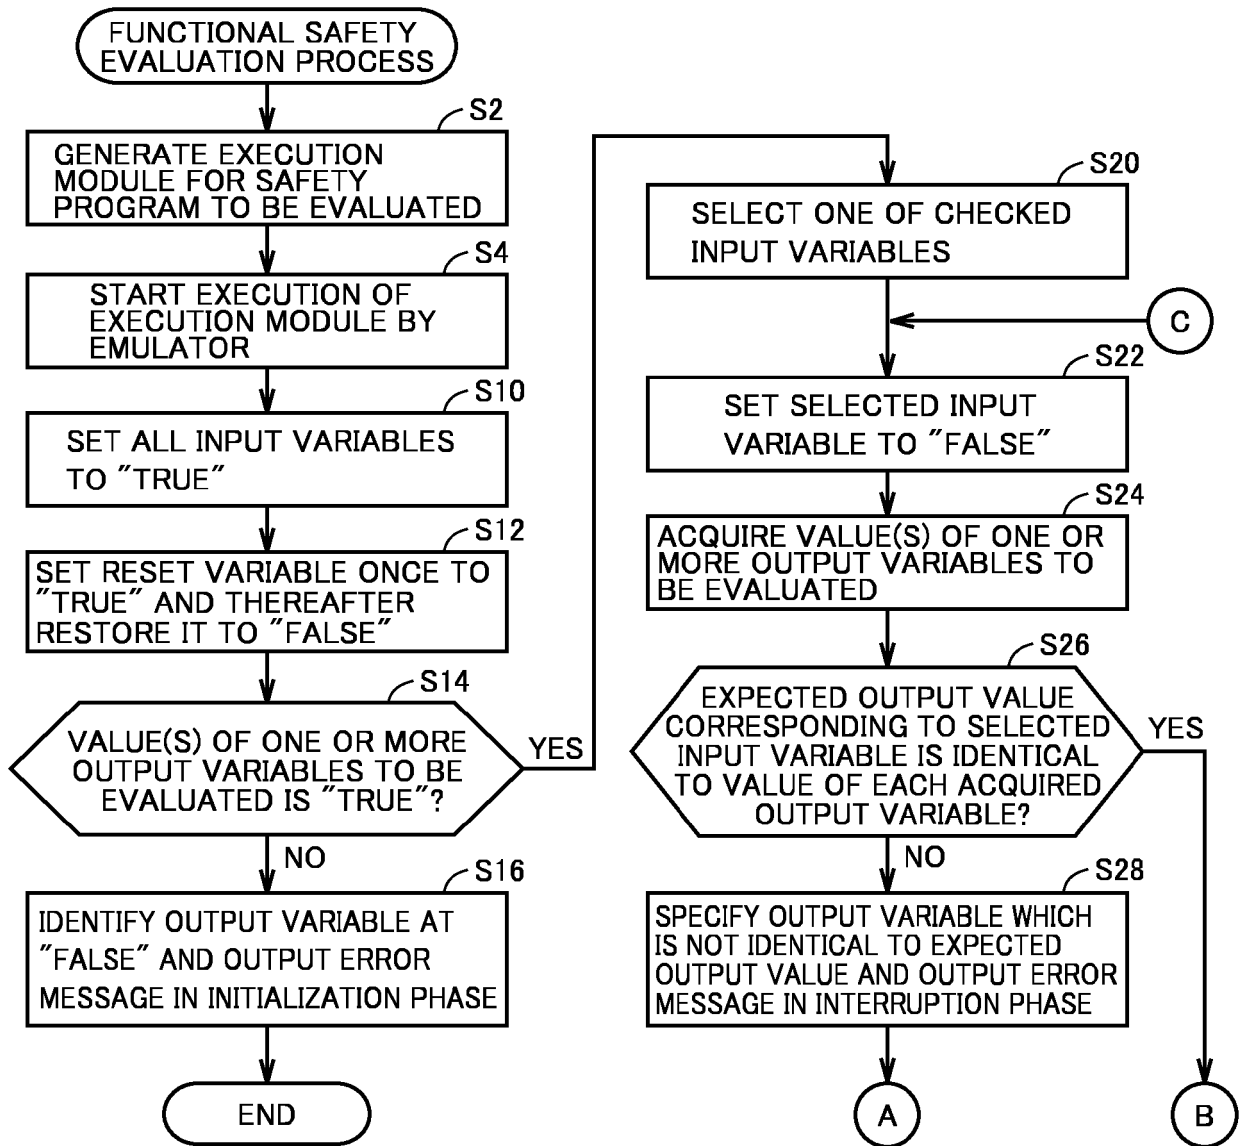 FUNCTIONAL SAFETY
EVALUATION PROCESS
S2
GENERATE EXECUTION
MODULE FOR SAFETY
PROGRAM TO BE EVALUATED
S4
START EXECUTION OF
EXECUTION MODULE BY
EMULATOR
S10
SET ALL INPUT VARIABLES
TO "TRUE"
S12
SET RESET VARIABLE ONCE TO
"TRUE" AND THEREAFTER
RESTORE IT TO "FALSE"
S14
VALUE(S) OF ONE OR MORE
OUTPUT VARIABLES TO BE
EVALUATED IS "TRUE"?
YES
NO
S16
IDENTIFY OUTPUT VARIABLE AT
"FALSE" AND OUTPUT ERROR
MESSAGE IN INITIALIZATION PHASE
END
S20
SELECT ONE OF CHECKED
INPUT VARIABLES
C
S22
SET SELECTED INPUT
VARIABLE TO "FALSE"
S24
ACQUIRE VALUE(S) OF ONE OR
MORE OUTPUT VARIABLES TO
BE EVALUATED
S26
EXPECTED OUTPUT VALUE
CORRESPONDING TO SELECTED
INPUT VARIABLE IS IDENTICAL
TO VALUE OF EACH ACQUIRED
OUTPUT VARIABLE?
YES
NO
S28
SPECIFY OUTPUT VARIABLE WHICH
IS NOT IDENTICAL TO EXPECTED
OUTPUT VALUE AND OUTPUT ERROR
MESSAGE IN INTERRUPTION PHASE
A
B